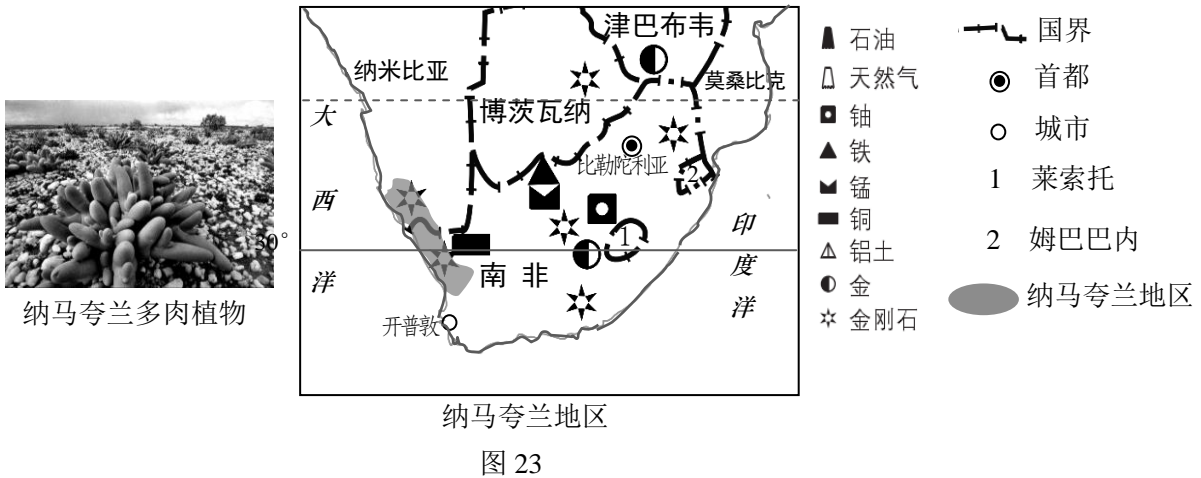 津巴布韦
纳米比亚
莫桑比克
博茨瓦纳
大
西
洋
比勒陀利亚
2
1
30°
南 非
印
度
洋
开普敦
纳马夸兰多肉植物
纳马夸兰地区
图 23
石油
天然气
铀
铁
锰
铜
铝土
金
金刚石
国界
首都
城市
1 莱索托
2 姆巴巴内
纳马夸兰地区